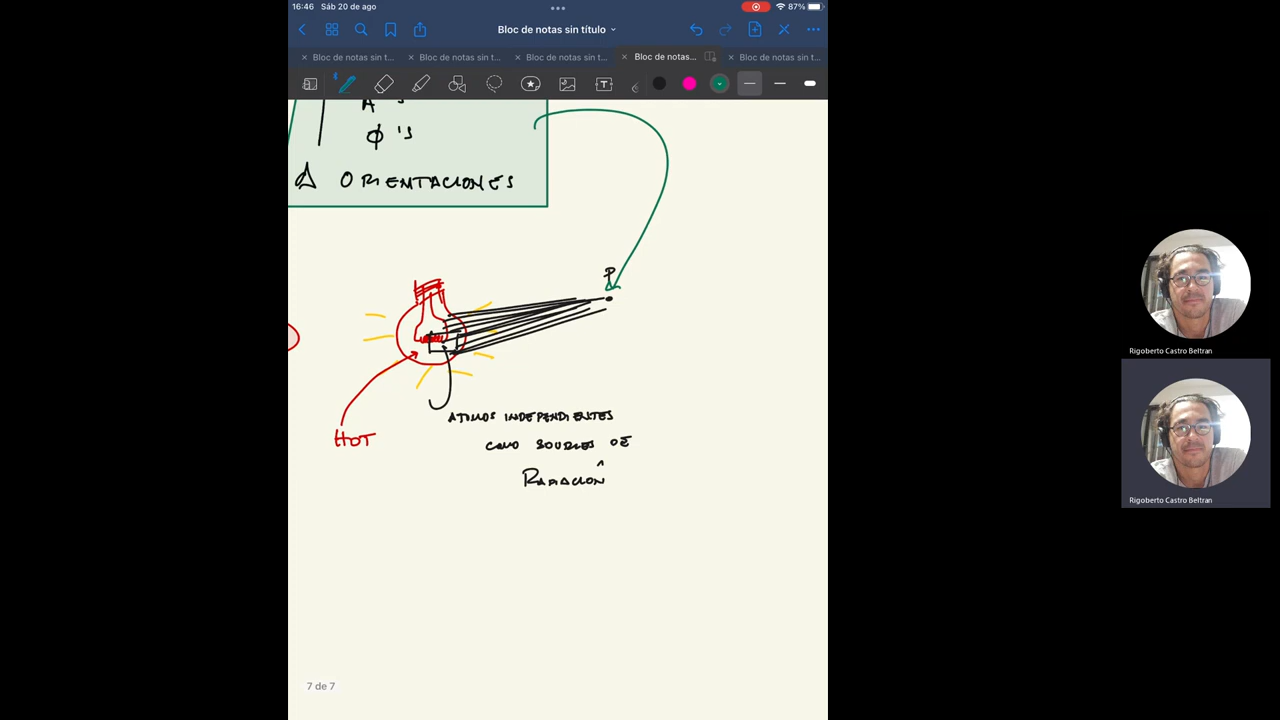 16:46 Sáb 20 de ago
87%
Bloc de notas sin título
Bloc de notas sin t...
Bloc de notas sin t...
Bloc de notas sin t...
Bloc de notas...
Bloc de notas sin t...
A 's
Φ 's
Δ ORIENTACIONES
P
HOT
ATOMOS INDEPENDIENTES
COMO SOURCES DE
RADIACION
7 de 7
Rigoberto Castro Beltran
Rigoberto Castro Beltran